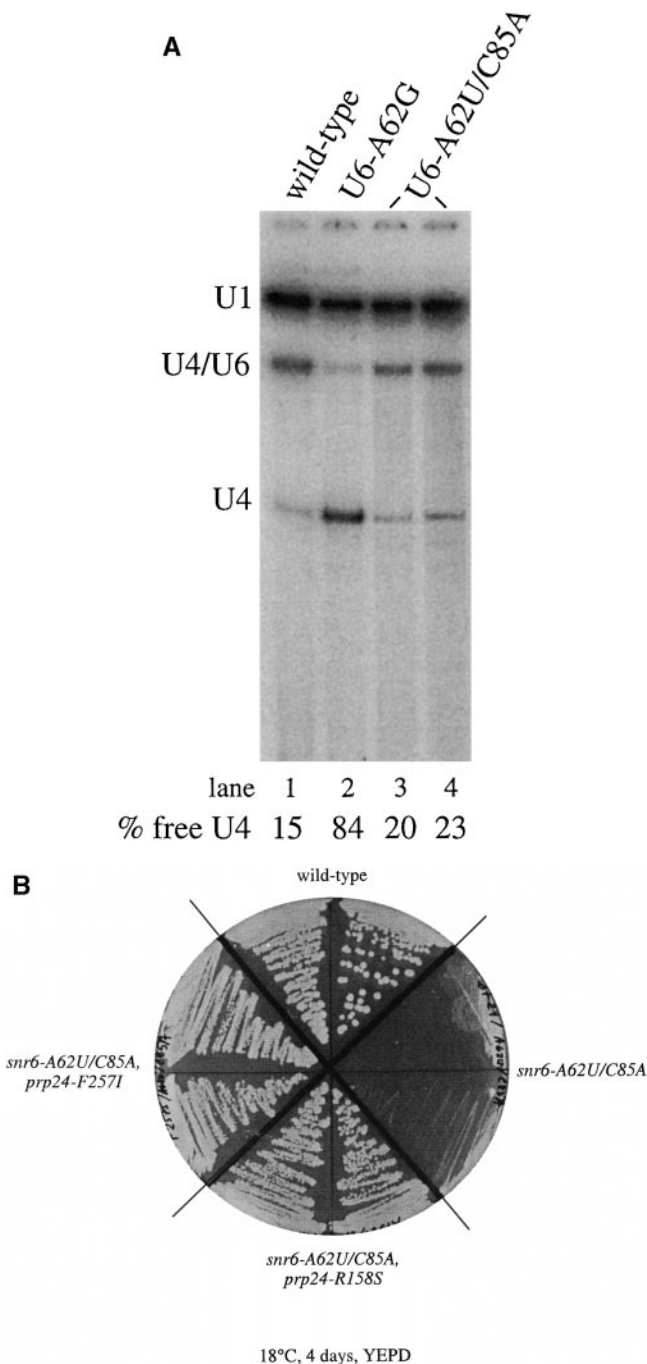 A
wild-type
U6-A62G
U6-A62U/C85A
U1
U4/U6
U4
lane 1 2 3 4
% free U4 15 84 20 23
B
wild-type
snr6-A62U/C85A,
prp24-F257I
snr6-A62U/C85A
snr6-A62U/C85A,
prp24-R158S
18°C, 4 days, YEPD